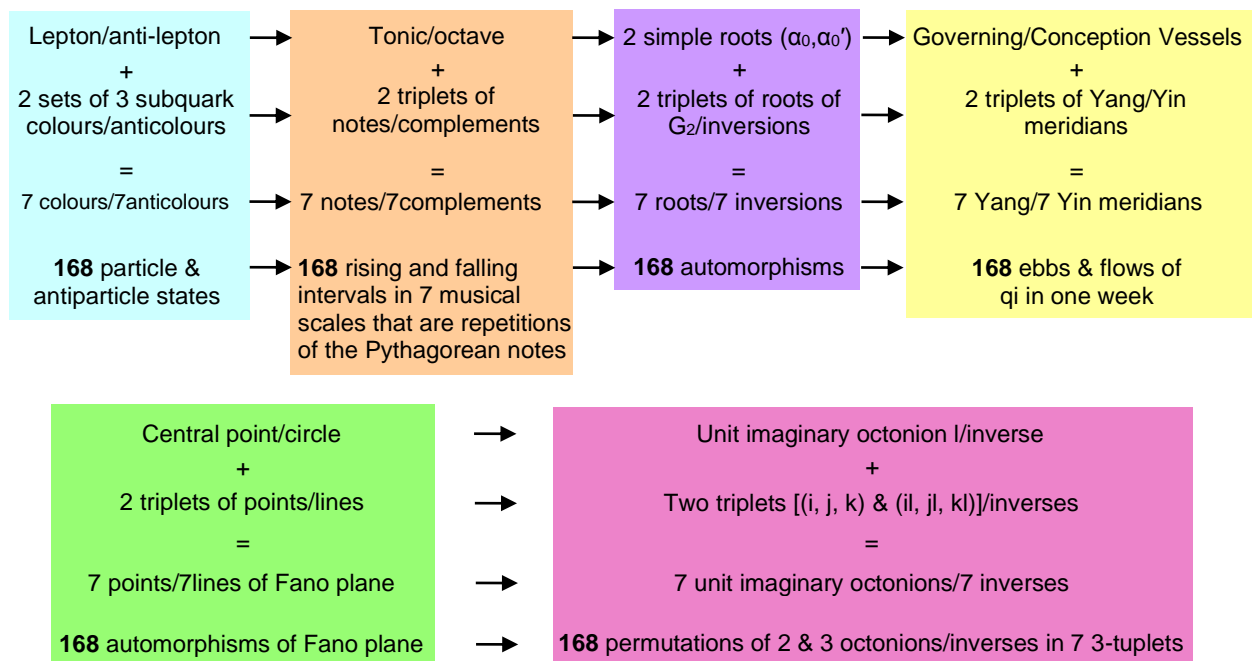 Lepton/anti-lepton
+
2 sets of 3 subquark
colours/anticolours
=
7 colours/7anticolours
168 particle &
antiparticle states
Tonic/octave
+
2 triplets of
notes/complements
=
7 notes/7complements
168 rising and falling
intervals in 7 musical
scales that are repetitions
of the Pythagorean notes
2 simple roots (α₀,α₀′)
+
2 triplets of roots of
G₂/inversions
=
7 roots/7 inversions
168 automorphisms
Governing/Conception Vessels
+
2 triplets of Yang/Yin
meridians
=
7 Yang/7 Yin meridians
168 ebbs & flows of
qi in one week
Central point/circle
+
2 triplets of points/lines
=
7 points/7lines of Fano plane
168 automorphisms of Fano plane
Unit imaginary octonion l/inverse
+
Two triplets [(i, j, k) & (il, jl, kl)]/inverses
=
7 unit imaginary octonions/7 inverses
168 permutations of 2 & 3 octonions/inverses in 7 3-tuplets